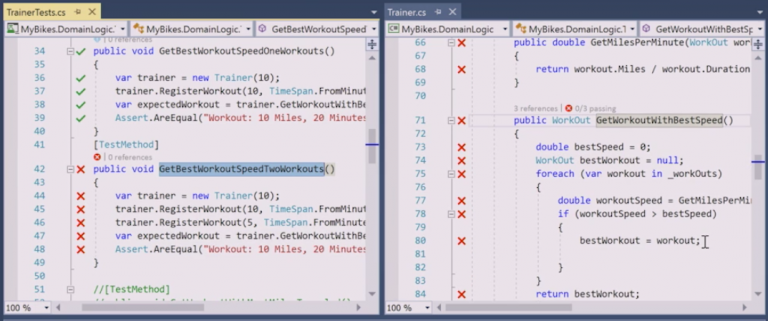 TrainerTests.cs
MyBikes.DomainLogic. MyBikes.DomainLogic. GetBestWorkoutSpeed
0 references
34 public void GetBestWorkoutSpeedOneWorkouts()
35 {
36 var trainer = new Trainer(10);
37 trainer.RegisterWorkout(10, TimeSpan.FromMinute
38 var expectedWorkout = trainer.GetWorkoutWithBe
39 Assert.AreEqual("Workout: 10 Miles, 20 Minutes
40 }
41 [TestMethod]
0 references
42 public void GetBestWorkoutSpeedTwoWorkouts()
43 {
44 var trainer = new Trainer(10);
45 trainer.RegisterWorkout(10, TimeSpan.FromMinut
46 trainer.RegisterWorkout(5, TimeSpan.FromMinute
47 var expectedWorkout = trainer.GetWorkoutWithBe
48 Assert.AreEqual("Workout: 10 Miles, 20 Minutes
49 }
50
51 //[TestMethod]
100 %
Trainer.cs
MyBikes.DomainLogic MyBikes.DomainLogic.T GetWorkoutWithBestSp
66 public double GetMilesPerMinute(WorkOut wor
67 {
68 return workout.Miles / workout.Duration
69 }
70
3 references | 0/3 passing
71 public WorkOut GetWorkoutWithBestSpeed()
72 {
73 double bestSpeed = 0;
74 WorkOut bestWorkout = null;
75 foreach (var workout in _workOuts)
76 {
77 double workoutSpeed = GetMilesPerMi
78 if (workoutSpeed > bestSpeed)
79 {
80 bestWorkout = workout;
81
82 }
83 }
84 return bestWorkout;
100 %